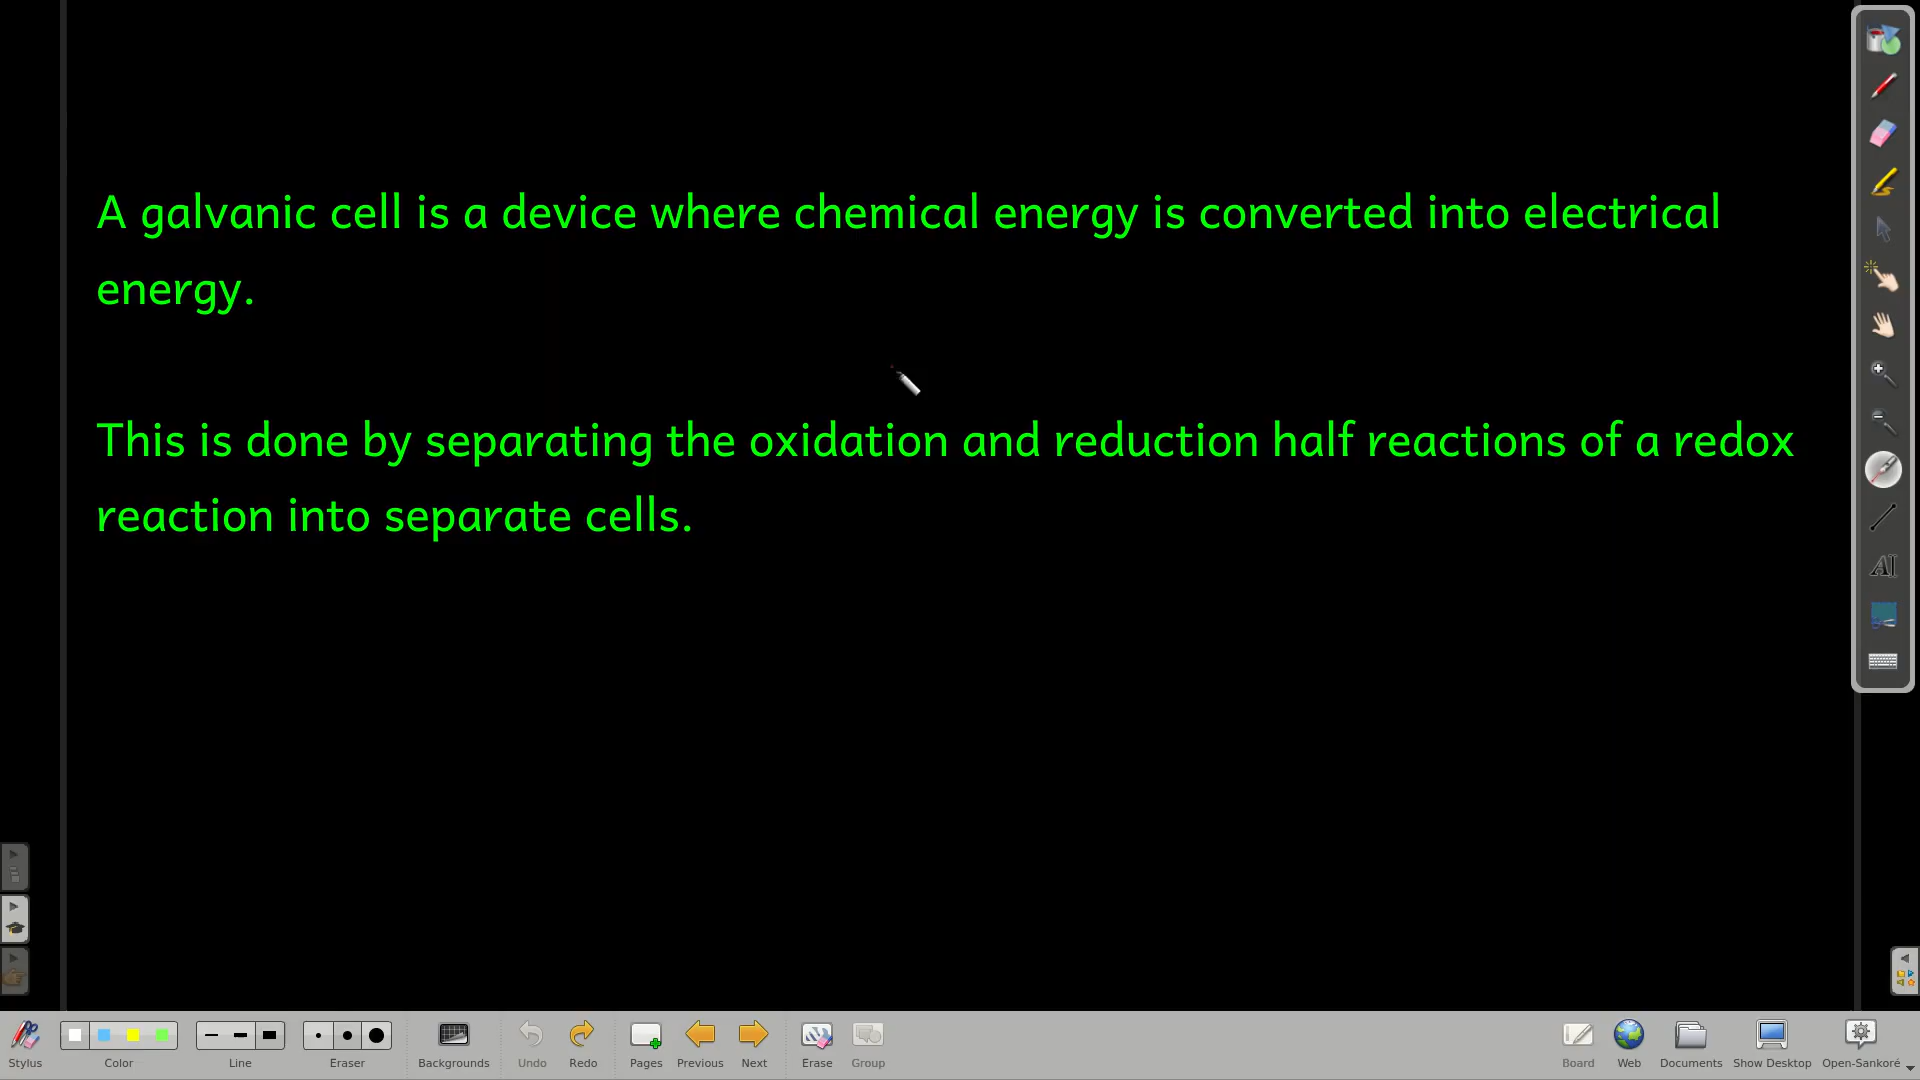 A galvanic cell is a device where chemical energy is converted into electrical
energy.
This is done by separating the oxidation and reduction half reactions of a redox
reaction into separate cells.
Stylus
Color
Line
Eraser
Backgrounds
Undo
Redo
Pages
Previous
Next
Erase
Group
Board
Web
Documents
Show Desktop
Open-Sankoré